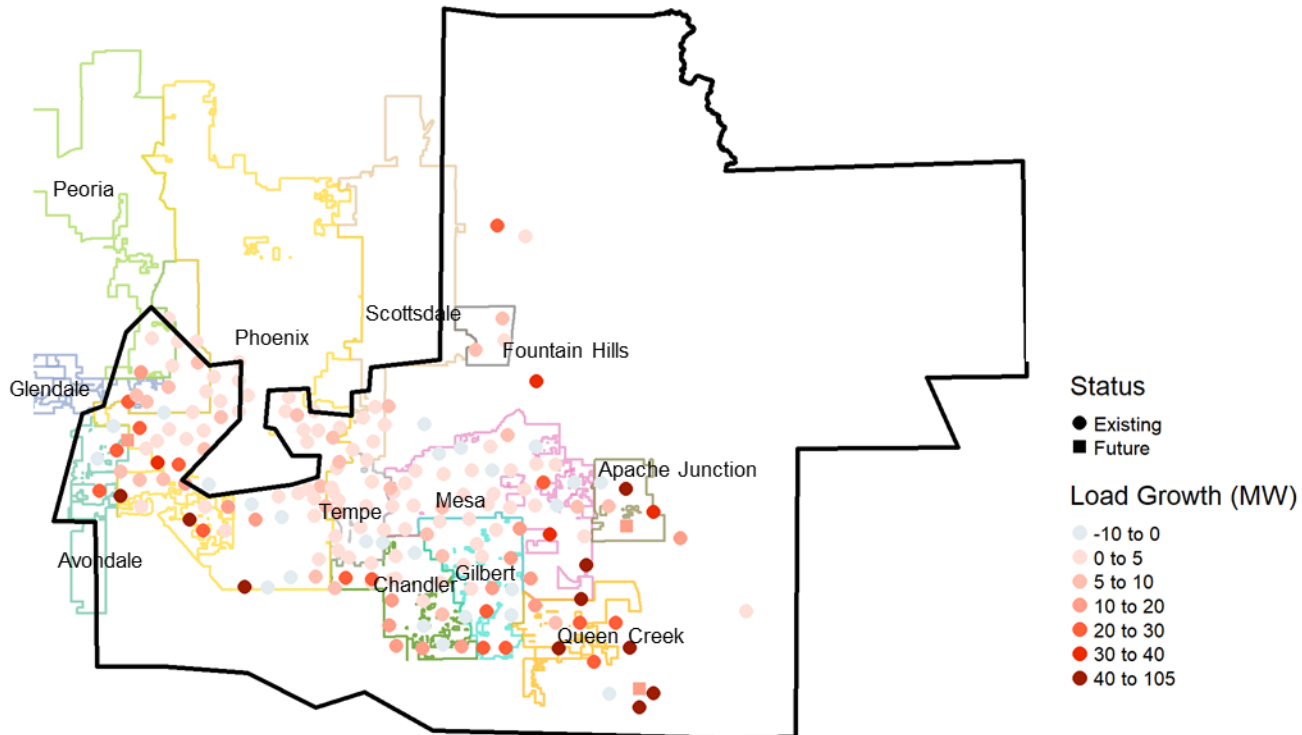 Peoria
Scottsdale
Phoenix
Fountain Hills
Glendale
Status
Existing
Future
Apache Junction
Load Growth (MW)
Mesa
Tempe
-10 to 0
Avondale
0 to 5
Gilbert
Chandler
5 to 10
10 to 20
20 to 30
Queen Creek
30 to 40
40 to 105